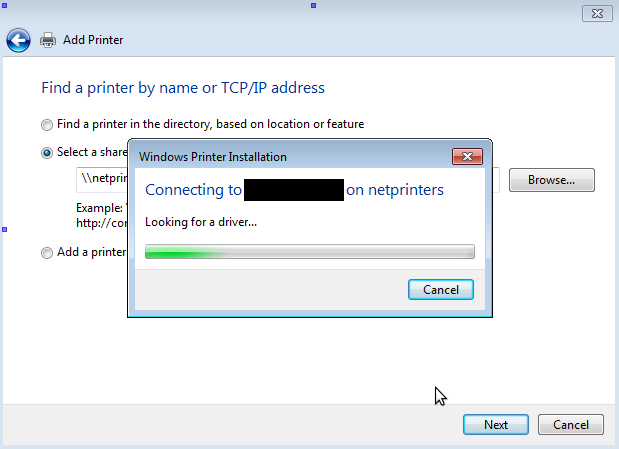 Add Printer
Find a printer by name or TCP/IP address
Find a printer in the directory, based on location or feature
Select a share
\\netprin
Browse...
Example:
http://co
Add a printer
Windows Printer Installation
Connecting to on netprinters
Looking for a driver...
Cancel
Next
Cancel